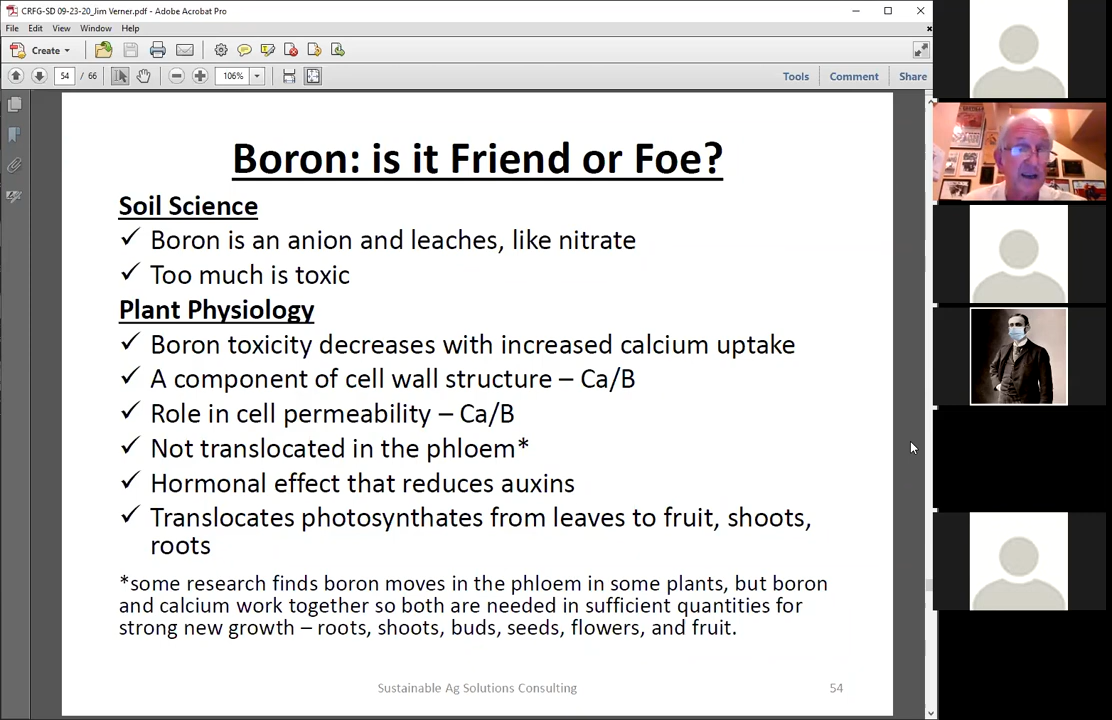 CRFG-SD 09-23-20_Jim Verner.pdf - Adobe Acrobat Pro
File Edit View Window Help
Create
54 / 66
106%
Tools Comment Share
Boron: is it Friend or Foe?
Soil Science
✓ Boron is an anion and leaches, like nitrate
✓ Too much is toxic
Plant Physiology
✓ Boron toxicity decreases with increased calcium uptake
✓ A component of cell wall structure – Ca/B
✓ Role in cell permeability – Ca/B
✓ Not translocated in the phloem*
✓ Hormonal effect that reduces auxins
✓ Translocates photosynthates from leaves to fruit, shoots,
roots
*some research finds boron moves in the phloem in some plants, but boron
and calcium work together so both are needed in sufficient quantities for
strong new growth – roots, shoots, buds, seeds, flowers, and fruit.
Sustainable Ag Solutions Consulting
54